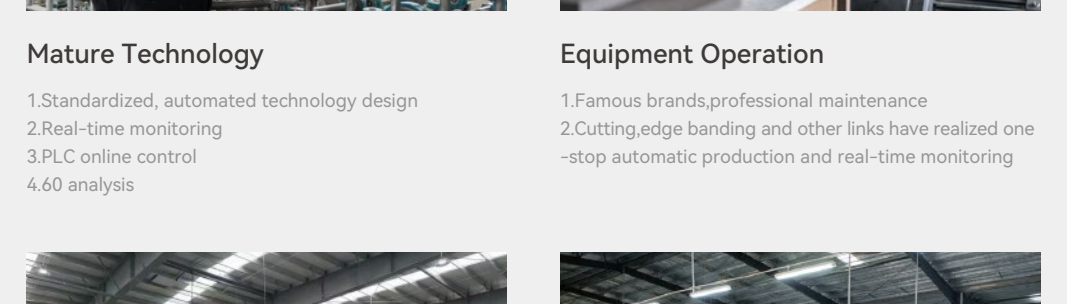 Mature Technology
1.Standardized, automated technology design
2.Real-time monitoring
3.PLC online control
4.60 analysis
Equipment Operation
1.Famous brands,professional maintenance
2.Cutting,edge banding and other links have realized one
-stop automatic production and real-time monitoring